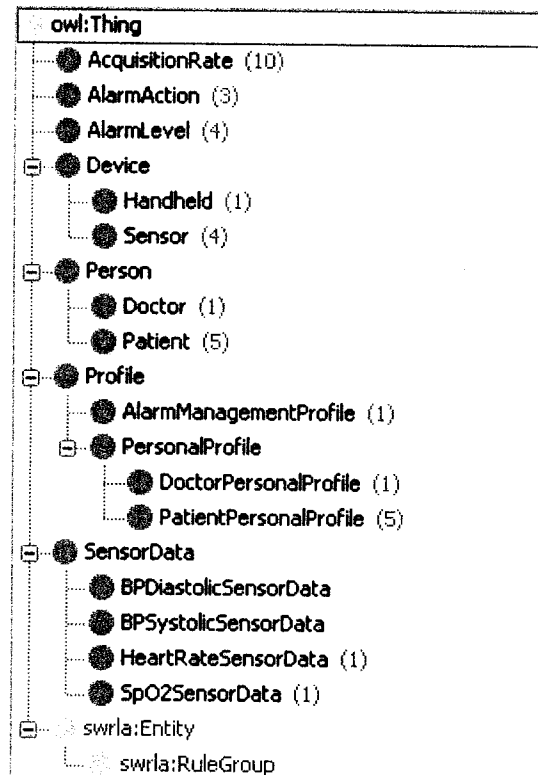 owl:Thing
AcquisitionRate (10)
AlarmAction (3)
AlarmLevel (4)
Device
Handheld (1)
Sensor (4)
Person
Doctor (1)
Patient (5)
Profile
AlarmManagementProfile (1)
PersonalProfile
DoctorPersonalProfile (1)
PatientPersonalProfile (5)
SensorData
BPDiastolicSensorData
BPSystolicSensorData
HeartRateSensorData (1)
SpO2SensorData (1)
swrla:Entity
swrla:RuleGroup